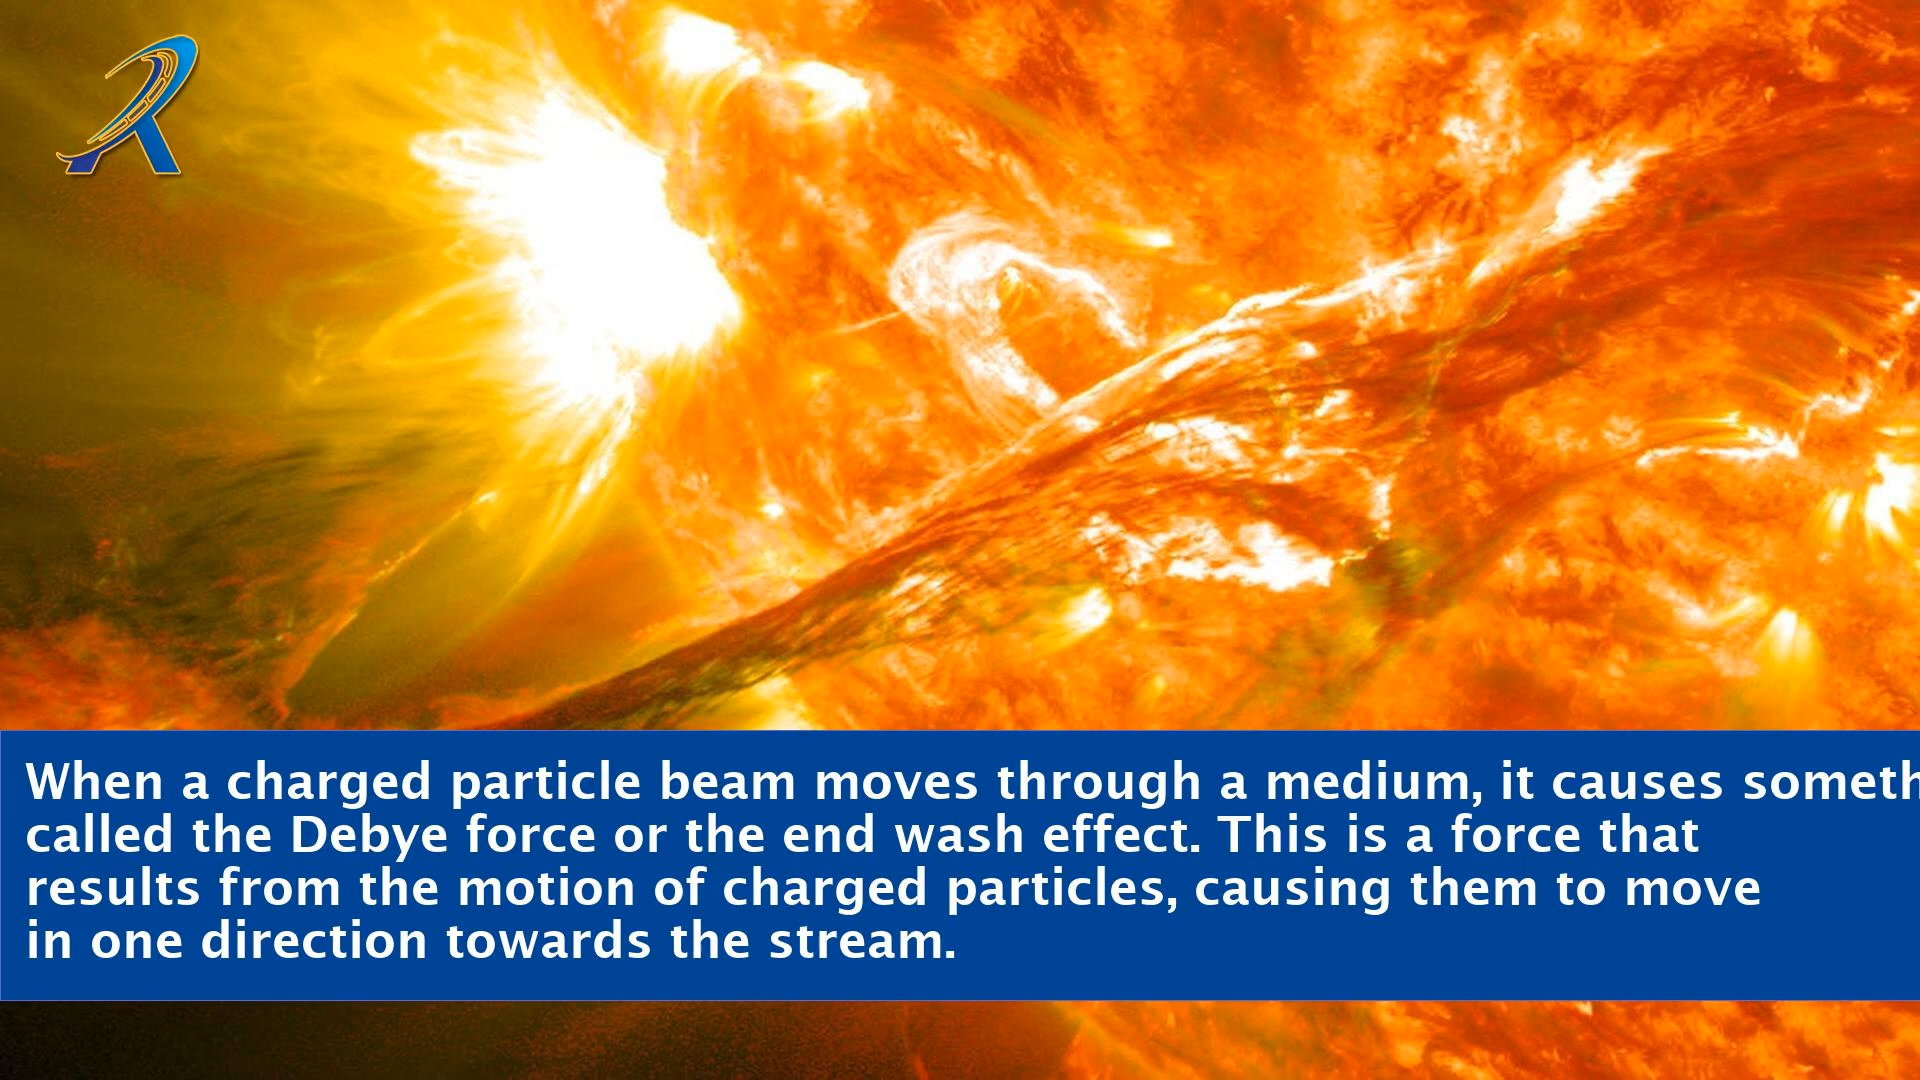 When a charged particle beam moves through a medium, it causes someth
called the Debye force or the end wash effect. This is a force that
results from the motion of charged particles, causing them to move
in one direction towards the stream.